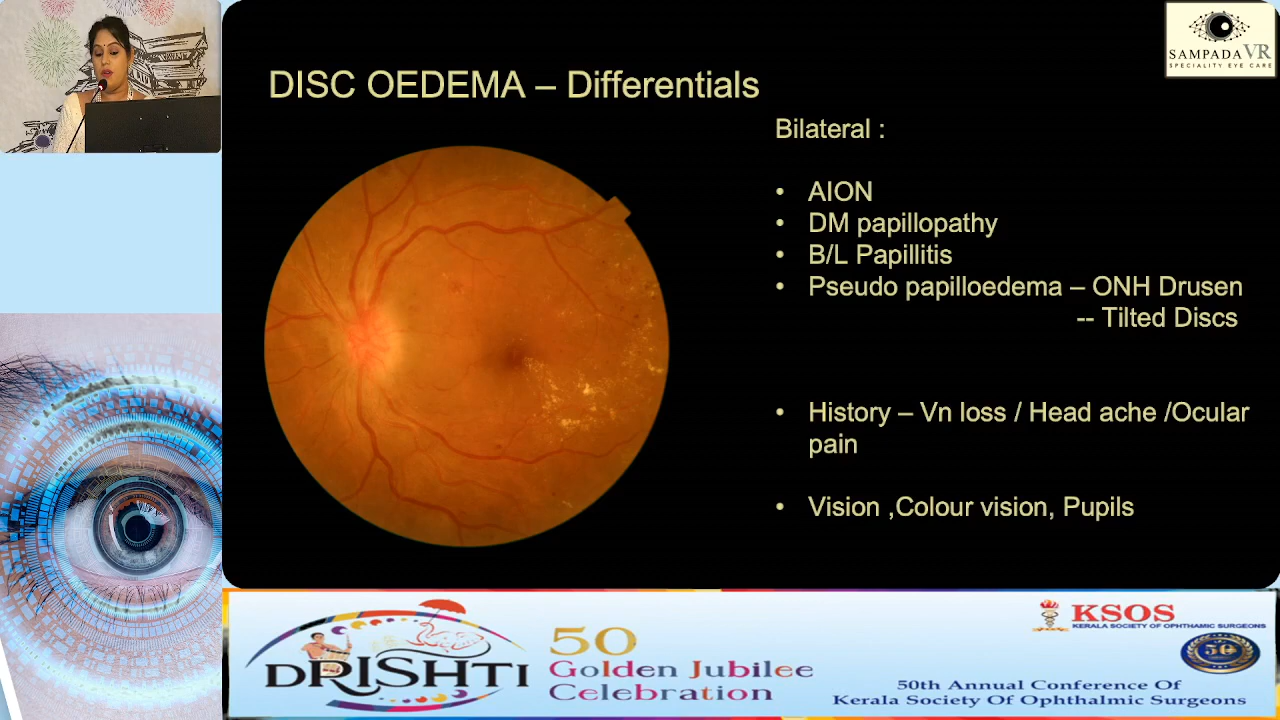 SAMPADAVR
SPECIALITY EYE CARE
DISC OEDEMA – Differentials
Bilateral :
• AION
• DM papillopathy
• B/L Papillitis
• Pseudo papilloedema – ONH Drusen
-- Tilted Discs
• History – Vn loss / Head ache /Ocular
pain
• Vision ,Colour vision, Pupils
DRISHTI
50
Golden Jubilee
Celebration
KSOS
KERALA SOCIETY OF OPHTHAMIC SURGEONS
50
50th Annual Conference Of
Kerala Society Of Ophthalmic Surgeons